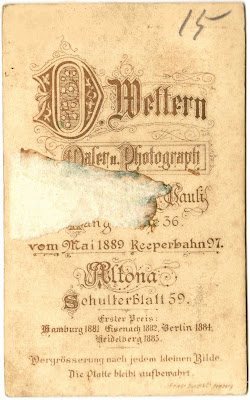 15
O. Wettern
Maler u. Photograph
Pauli
36.
vom Mai 1889 Reeperbahn 97.
Altona
Schulterblatt 59.
Erster Preis:
Hamburg 1881. Eisenach 1882. Berlin 1884.
Heidelberg 1885.
Vergrösserung nach jedem kleinen Bilde.
Die Platte bleibt aufbewahrt.